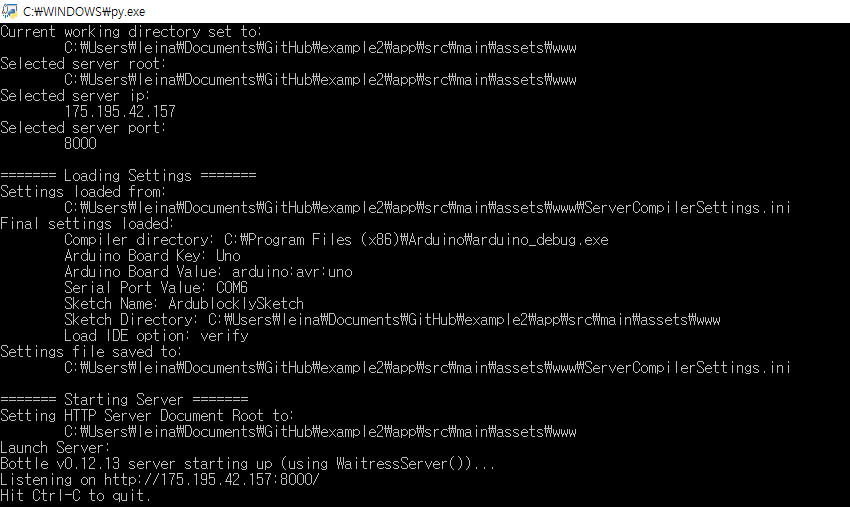 C:₩WINDOWS₩py.exe
Current working directory set to:
C:₩Users₩leina₩Documents₩GitHub₩example2₩app₩src₩main₩assets₩www
Selected server root:
C:₩Users₩leina₩Documents₩GitHub₩example2₩app₩src₩main₩assets₩www
Selected server ip:
175.195.42.157
Selected server port:
8000
======= Loading Settings =======
Settings loaded from:
C:₩Users₩leina₩Documents₩GitHub₩example2₩app₩src₩main₩assets₩www₩ServerCompilerSettings.ini
Final settings loaded:
Compiler directory: C:₩Program Files (x86)₩Arduino₩arduino_debug.exe
Arduino Board Key: Uno
Arduino Board Value: arduino:avr:uno
Serial Port Value: COM6
Sketch Name: ArdublocklySketch
Sketch Directory: C:₩Users₩leina₩Documents₩GitHub₩example2₩app₩src₩main₩assets₩www
Load IDE option: verify
Settings file saved to:
C:₩Users₩leina₩Documents₩GitHub₩example2₩app₩src₩main₩assets₩www₩ServerCompilerSettings.ini
======= Starting Server =======
Setting HTTP Server Document Root to:
C:₩Users₩leina₩Documents₩GitHub₩example2₩app₩src₩main₩assets₩www
Launch Server:
Bottle v0.12.13 server starting up (using WaitressServer())...
Listening on http://175.195.42.157:8000/
Hit Ctrl-C to quit.